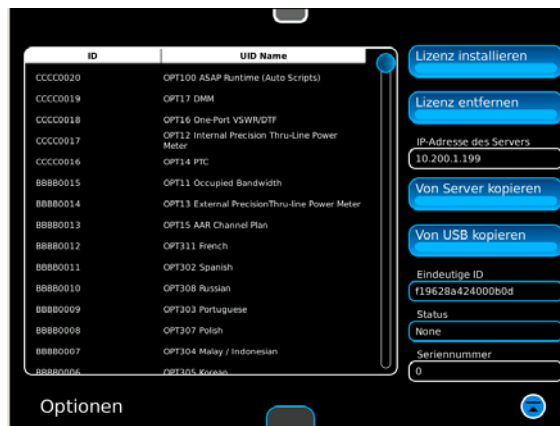 ID UID Name
CCCC0020 OPT100 ASAP Runtime (Auto Scripts)
CCCC0019 OPT17 DMM
CCCC0018 OPT16 One-Port VSWR/DTF
CCCC0017 OPT12 Internal Precision Thru-Line Power
Meter
CCCC0016 OPT14 PTC
BBBB0015 OPT11 Occupied Bandwidth
BBBB0014 OPT13 External PrecisionThru-line Power Meter
BBBB0013 OPT15 AAR Channel Plan
BBBB0012 OPT311 French
BBBB0011 OPT302 Spanish
BBBB0010 OPT308 Russian
BBBB0009 OPT303 Portuguese
BBBB0008 OPT307 Polish
BBBB0007 OPT304 Malay / Indonesian
BBBB0006 OPT305 Korean
Lizenz installieren
Lizenz entfernen
IP-Adresse des Servers
10.200.1.199
Von Server kopieren
Von USB kopieren
Eindeutige ID
f19628a424000b0d
Status
None
Seriennummer
0
Optionen